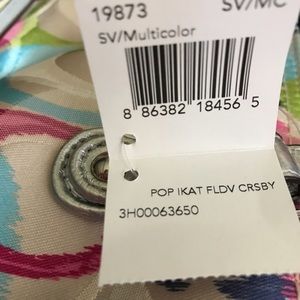 19873 SV/MC
SV/Multicolor
8 86382 18456 5
POP IKAT FLDV CRSBY
3H00063650